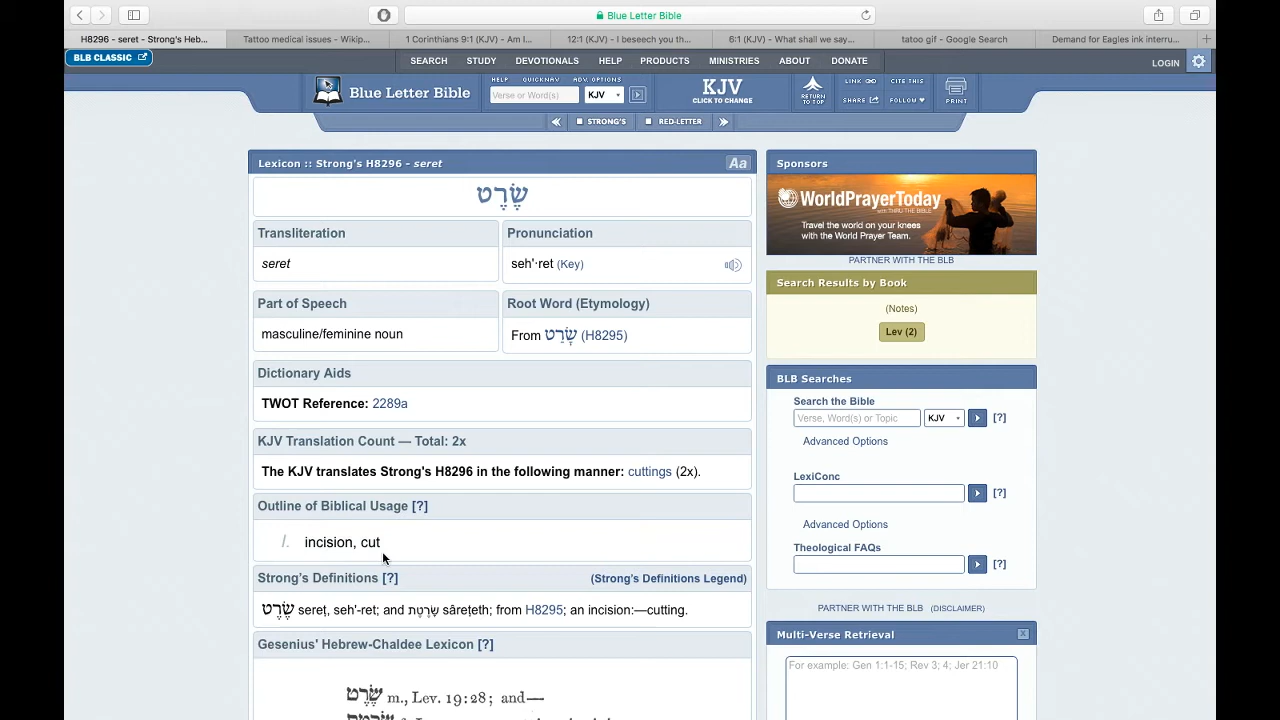 Blue Letter Bible
H8296 - seret - Strong's Heb...
Tattoo medical issues - Wikip...
1 Corinthians 9:1 (KJV) - Am I...
12:1 (KJV) - I beseech you th...
6:1 (KJV) - What shall we say...
tatoo gif - Google Search
Demand for Eagles ink interru...
BLB CLASSIC
SEARCH STUDY DEVOTIONALS HELP PRODUCTS MINISTRIES ABOUT DONATE
LOGIN
Blue Letter Bible
HELP QUICKNAV ADV. OPTIONS
Verse or Word(s) KJV
KJV
CLICK TO CHANGE
RETURN
TO TOP
LINK CITE THIS
SHARE FOLLOW
PRINT
STRONG'S RED-LETTER
Lexicon :: Strong's H8296 - seret
Aa
שֶׂרֶט
Transliteration
seret
Pronunciation
seh'·ret (Key)
Part of Speech
masculine/feminine noun
Root Word (Etymology)
From שָׂרַט (H8295)
Dictionary Aids
TWOT Reference: 2289a
KJV Translation Count — Total: 2x
The KJV translates Strong's H8296 in the following manner: cuttings (2x).
Outline of Biblical Usage [?]
I. incision, cut
Strong's Definitions [?]
(Strong's Definitions Legend)
שֶׂרֶט sereṭ, seh'-ret; and שָׂרֶטֶת sâreṭeth; from H8295; an incision:—cutting.
Gesenius' Hebrew-Chaldee Lexicon [?]
שֶׂרֶט m., Lev. 19:28; and—
Sponsors
WorldPrayerToday
with THRU THE BIBLE
Travel the world on your knees
with the World Prayer Team.
PARTNER WITH THE BLB
Search Results by Book
(Notes)
Lev (2)
BLB Searches
Search the Bible
Verse, Word(s) or Topic KJV [?]
Advanced Options
LexiConc
[?]
Advanced Options
Theological FAQs
[?]
PARTNER WITH THE BLB (DISCLAIMER)
Multi-Verse Retrieval
x
For example: Gen 1:1-15; Rev 3; 4; Jer 21:10